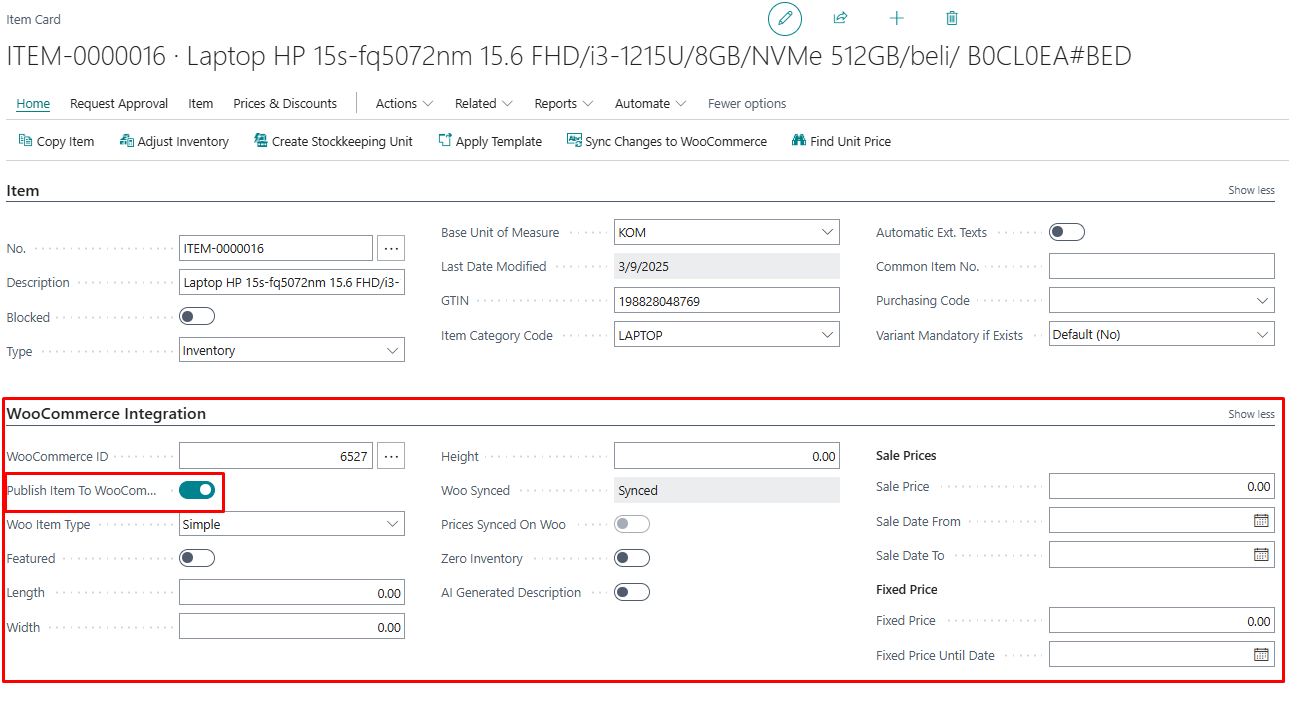 Item Card
ITEM-0000016 · Laptop HP 15s-fq5072nm 15.6 FHD/i3-1215U/8GB/NVMe 512GB/beli/ B0CL0EA#BED
Home Request Approval Item Prices & Discounts Actions Related Reports Automate Fewer options
Copy Item Adjust Inventory Create Stockkeeping Unit Apply Template Sync Changes to WooCommerce Find Unit Price
Item Show less
No. ITEM-0000016 ...
Description Laptop HP 15s-fq5072nm 15.6 FHD/i3-
Blocked
Type Inventory
Base Unit of Measure KOM
Last Date Modified 3/9/2025
GTIN 198828048769
Item Category Code LAPTOP
Automatic Ext. Texts
Common Item No.
Purchasing Code
Variant Mandatory if Exists Default (No)
WooCommerce Integration Show less
WooCommerce ID 6527 ...
Publish Item To WooCom...
Woo Item Type Simple
Featured
Length 0.00
Width 0.00
Height 0.00
Woo Synced Synced
Prices Synced On Woo
Zero Inventory
AI Generated Description
Sale Prices
Sale Price 0.00
Sale Date From
Sale Date To
Fixed Price
Fixed Price 0.00
Fixed Price Until Date